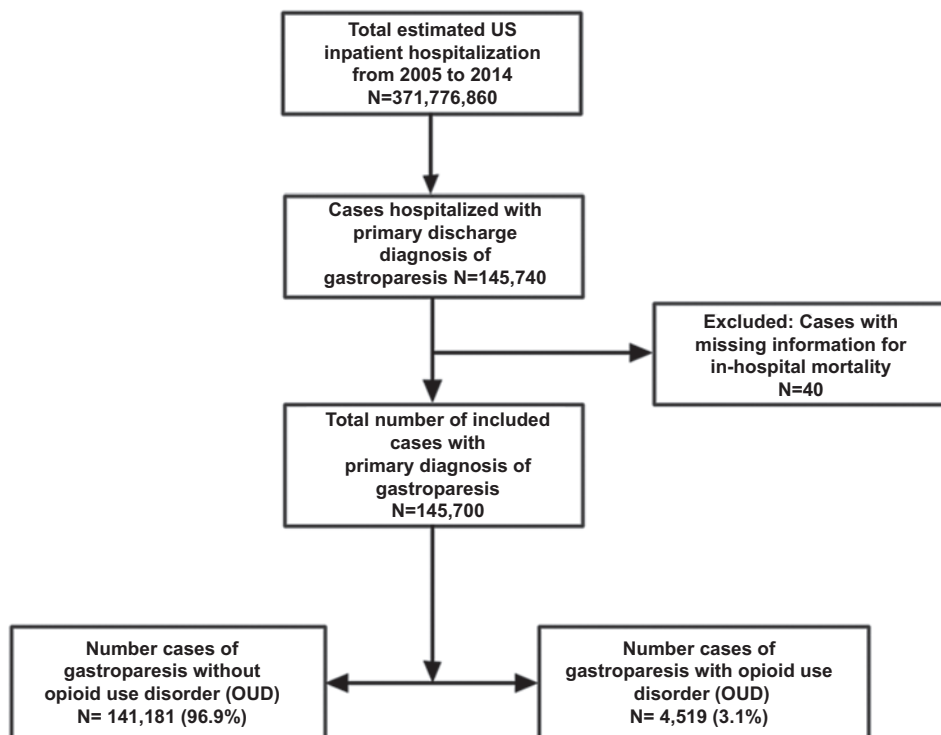 Total estimated US
inpatient hospitalization
from 2005 to 2014
N=371,776,860
Cases hospitalized with
primary discharge
diagnosis of
gastroparesis N=145,740
Excluded: Cases with
missing information for
in-hospital mortality
N=40
Total number of included
cases with
primary diagnosis of
gastroparesis
N=145,700
Number cases of
gastroparesis without
opioid use disorder (OUD)
N= 141,181 (96.9%)
Number cases of
gastroparesis with opioid use
disorder (OUD)
N= 4,519 (3.1%)